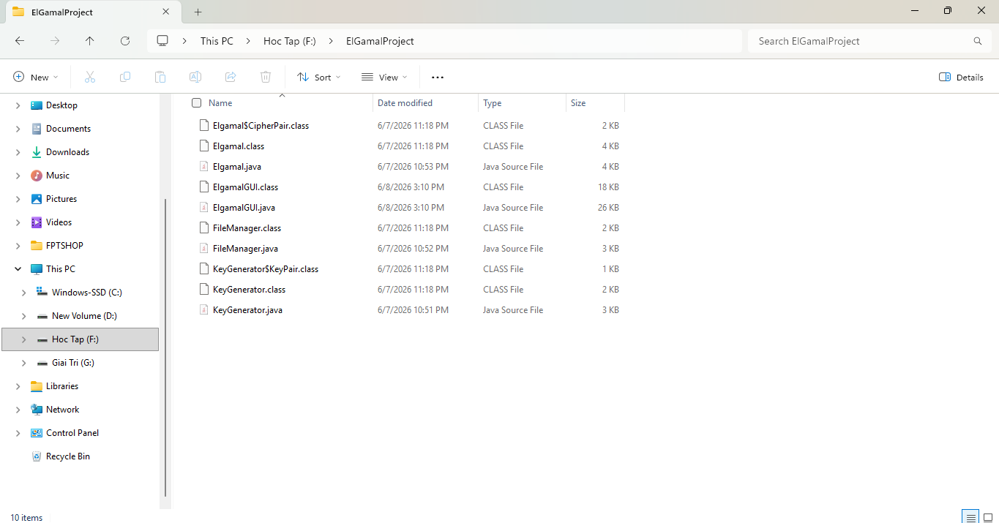 ElGamalProject
This PC > Hoc Tap (F:) > ElGamalProject
Search ElGamalProject
New
Sort
View
Details
Desktop
Documents
Downloads
Music
Pictures
Videos
FPTSHOP
This PC
Windows-SSD (C:)
New Volume (D:)
Hoc Tap (F:)
Giai Tri (G:)
Libraries
Network
Control Panel
Recycle Bin
Name Date modified Type Size
Elgamal$CipherPair.class 6/7/2026 11:18 PM CLASS File 2 KB
Elgamal.class 6/7/2026 11:18 PM CLASS File 4 KB
Elgamal.java 6/7/2026 10:53 PM Java Source File 4 KB
ElgamalGUI.class 6/8/2026 3:10 PM CLASS File 18 KB
ElgamalGUI.java 6/8/2026 3:10 PM Java Source File 26 KB
FileManager.class 6/7/2026 11:18 PM CLASS File 2 KB
FileManager.java 6/7/2026 10:52 PM Java Source File 3 KB
KeyGenerator$KeyPair.class 6/7/2026 11:18 PM CLASS File 1 KB
KeyGenerator.class 6/7/2026 11:18 PM CLASS File 2 KB
KeyGenerator.java 6/7/2026 10:51 PM Java Source File 3 KB
10 items